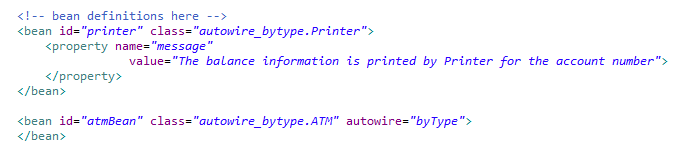 <!-- bean definitions here -->
<bean id="printer" class="autowire_bytype.Printer">
    <property name="message"
                value="The balance information is printed by Printer for the account number">
    </property>
</bean>

<bean id="atmBean" class="autowire_bytype.ATM" autowire="byType">
</bean>